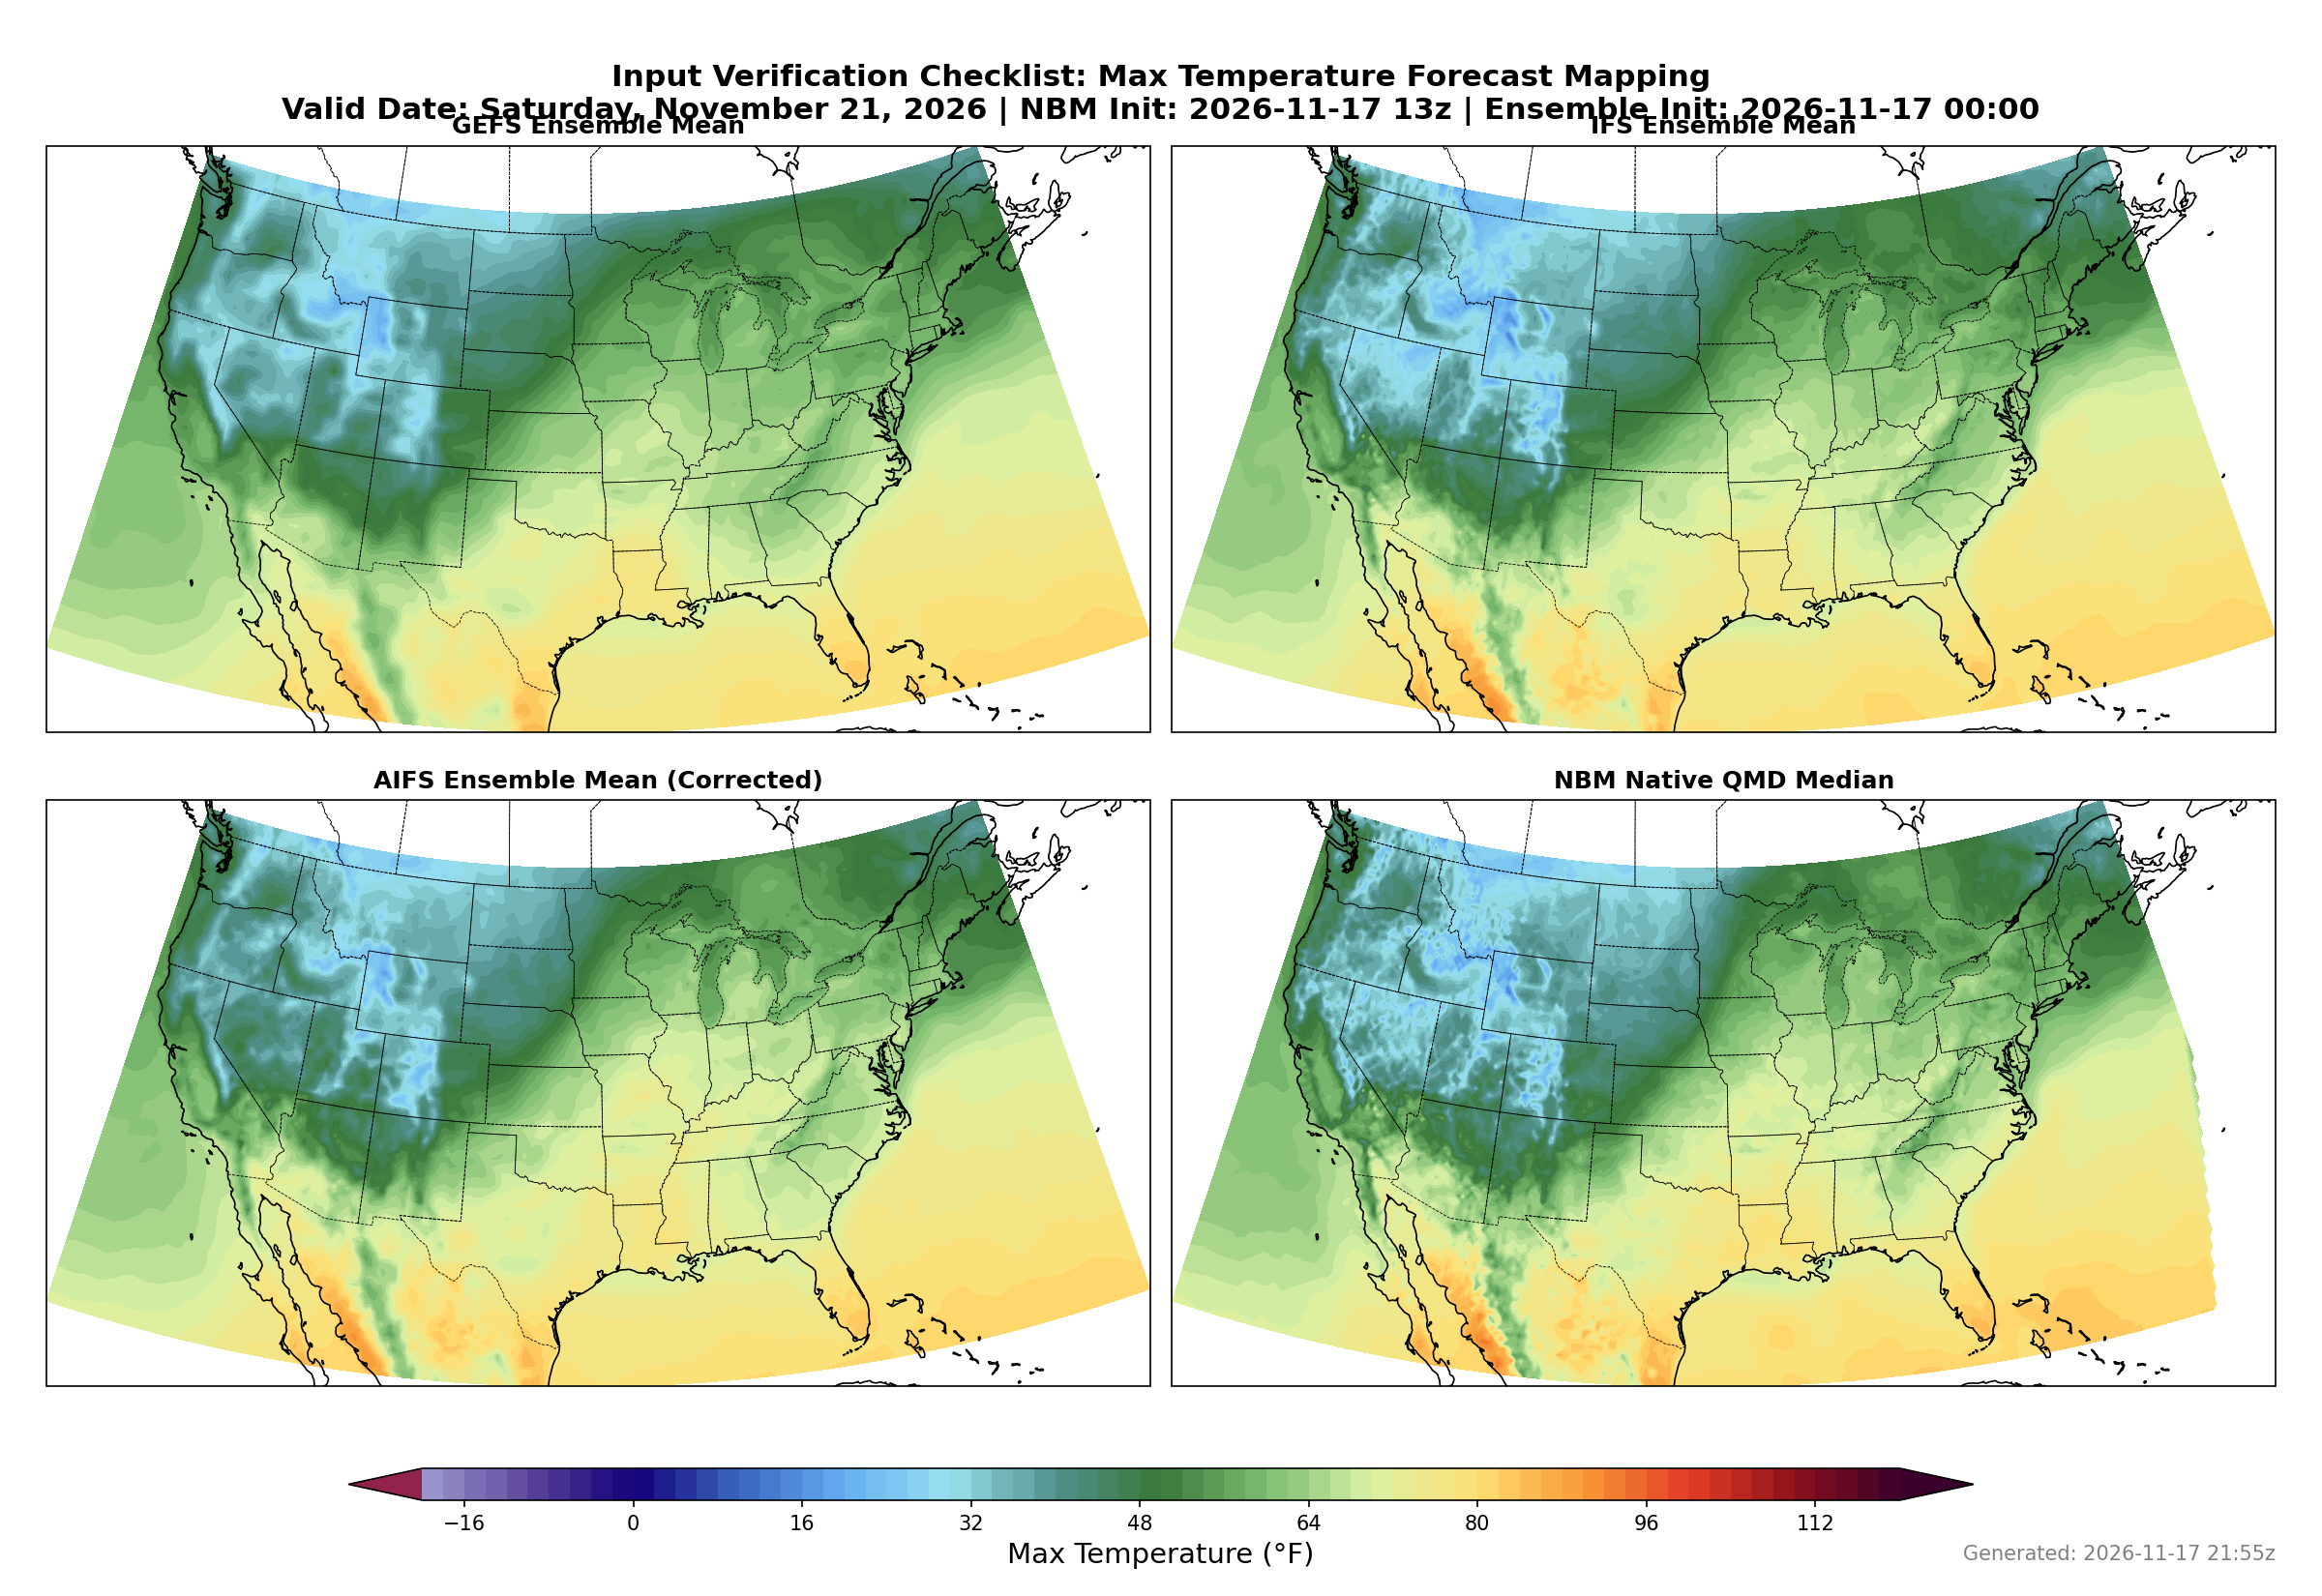 Input Verification Checklist: Max Temperature Forecast Mapping
Valid Date: Saturday, November 21, 2026 | NBM Init: 2026-11-17 13z | Ensemble Init: 2026-11-17 00:00
GEFS Ensemble Mean
IFS Ensemble Mean
AIFS Ensemble Mean (Corrected)
NBM Native QMD Median
−16 0 16 32 48 64 80 96 112
Max Temperature (°F)
Generated: 2026-11-17 21:55z